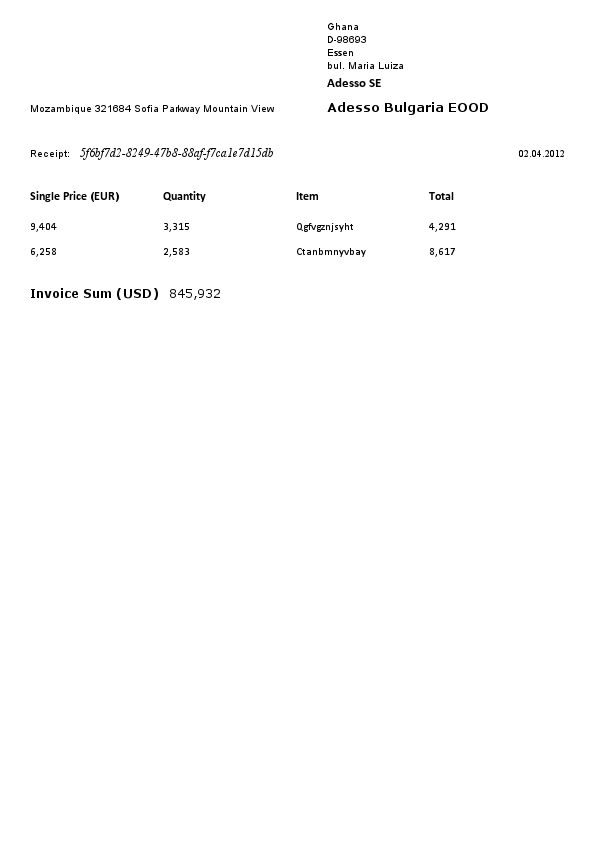 Ghana
D-98693
Essen
bul. Maria Luiza
Adesso SE
Mozambique 321684 Sofia Parkway Mountain View Adesso Bulgaria EOOD
Receipt: 5f6bf7d2-8249-47b8-88af-f7ca1e7d15db 02.04.2012
Single Price (EUR) Quantity Item Total
9,404 3,315 Qgfvgznjsyht 4,291
6,258 2,583 Ctanbmnyvbay 8,617
Invoice Sum (USD) 845,932